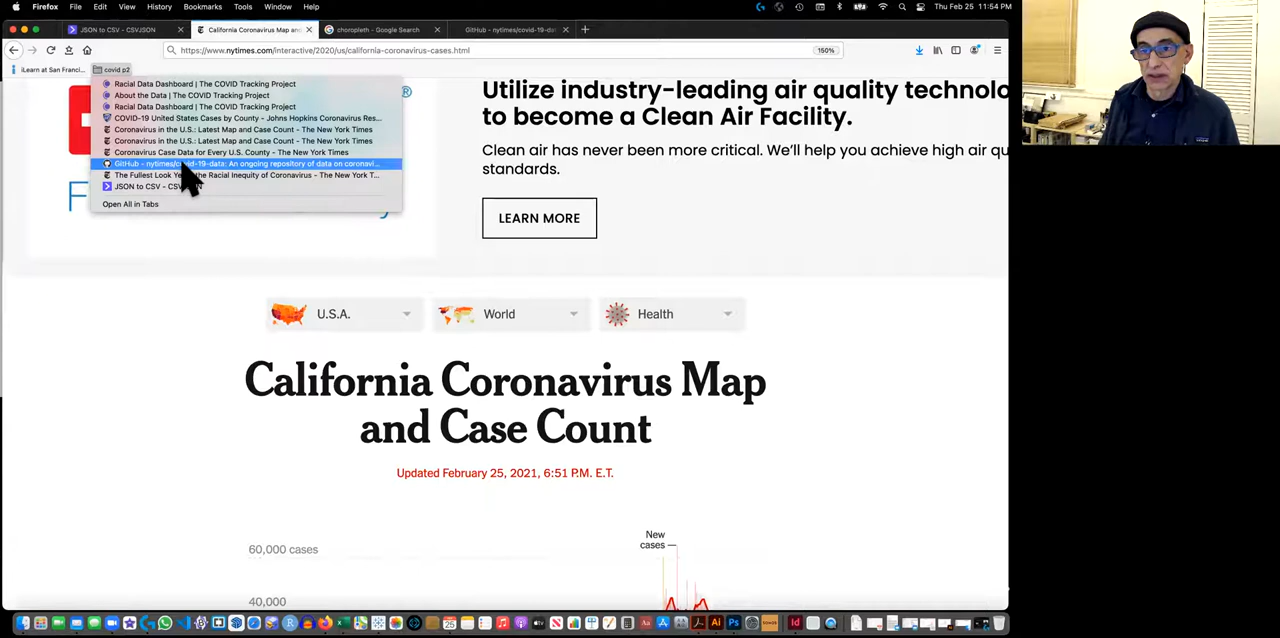 Firefox File Edit View History Bookmarks Tools Window Help Thu Feb 25 11:54 PM
JSON to CSV - CSVJSON
California Coronavirus Map and
choropleth - Google Search
GitHub - nytimes/covid-19-da
https://www.nytimes.com/interactive/2020/us/california-coronavirus-cases.html
150%
iLearn at San Franci...
covid p2
Racial Data Dashboard | The COVID Tracking Project
About the Data | The COVID Tracking Project
Racial Data Dashboard | The COVID Tracking Project
COVID-19 United States Cases by County - Johns Hopkins Coronavirus Res...
Coronavirus in the U.S.: Latest Map and Case Count - The New York Times
Coronavirus in the U.S.: Latest Map and Case Count - The New York Times
Coronavirus Case Data for Every U.S. County - The New York Times
GitHub - nytimes/covid-19-data: An ongoing repository of data on coronavi...
The Fullest Look Ye the Racial Inequity of Coronavirus - The New York T...
JSON to CSV - CSV
Open All in Tabs
®
Utilize industry-leading air quality technolo
to become a Clean Air Facility.
Clean air has never been more critical. We'll help you achieve high air qu
standards.
LEARN MORE
U.S.A.
World
Health
California Coronavirus Map
and Case Count
Updated February 25, 2021, 6:51 P.M. E.T.
New
cases
60,000 cases
40,000